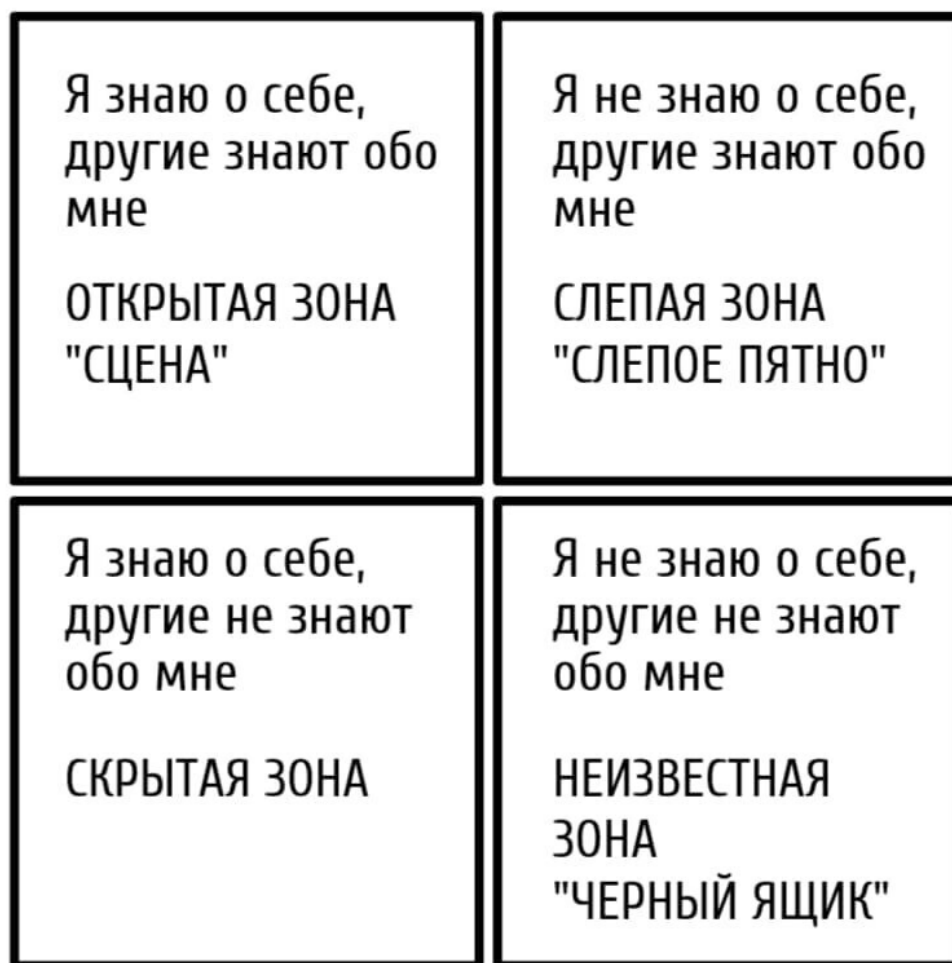 Я знаю о себе,
другие знают обо
мне
ОТКРЫТАЯ ЗОНА
"СЦЕНА"
Я не знаю о себе,
другие знают обо
мне
СЛЕПАЯ ЗОНА
"СЛЕПОЕ ПЯТНО"
Я знаю о себе,
другие не знают
обо мне
СКРЫТАЯ ЗОНА
Я не знаю о себе,
другие не знают
обо мне
НЕИЗВЕСТНАЯ
ЗОНА
"ЧЕРНЫЙ ЯЩИК"